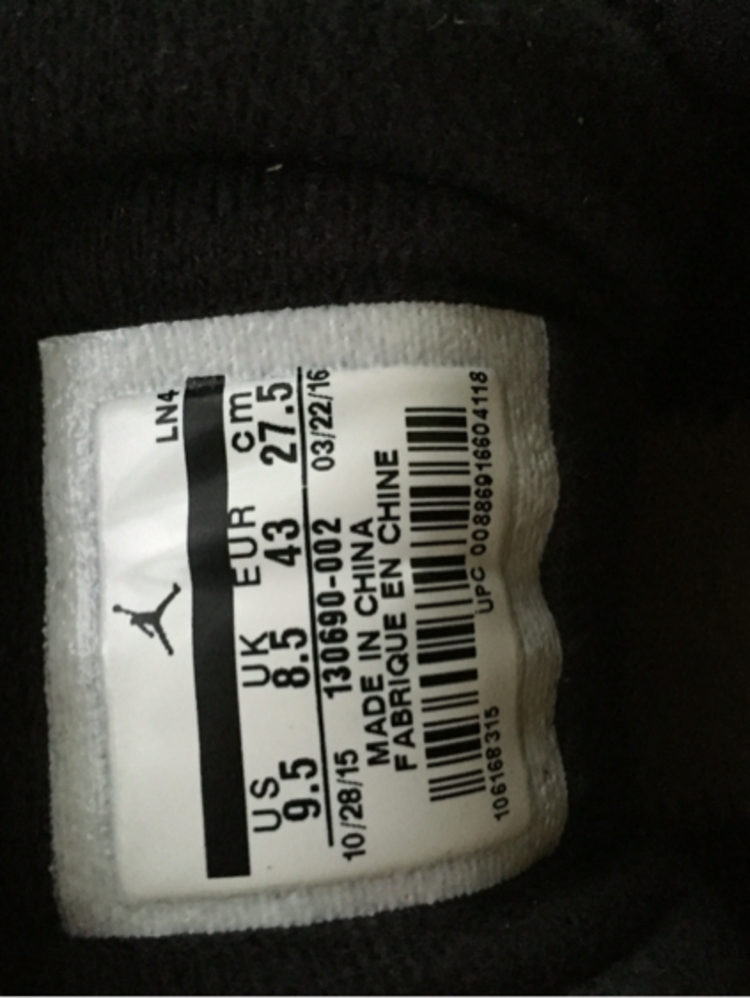 LN4
US UK EUR cm
9.5 8.5 43 27.5
10/28/15 130690-002 03/22/16
MADE IN CHINA
FABRIQUE EN CHINE
106168315 UPC 00886916604118